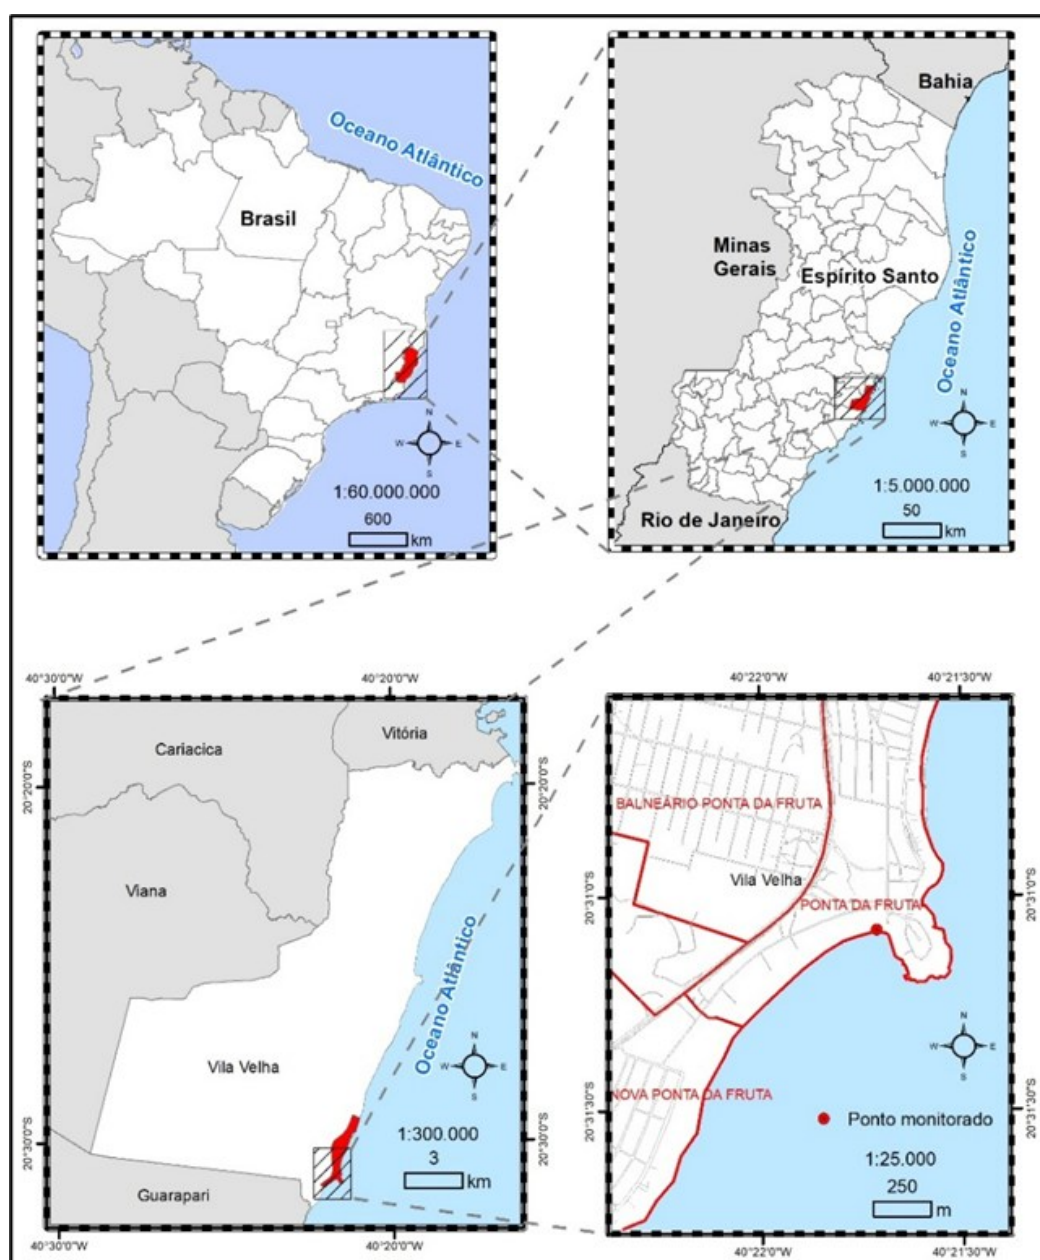 Oceano Atlântico
Brasil
N
W
E
S
1:60.000.000
600
km
Bahia
Minas
Gerais
Espírito Santo
Oceano Atlântico
N
W
E
S
1:5.000.000
50
km
Rio de Janeiro
40°30'0"W
40°20'0"W
Vitória
Cariacica
20°20'0"S
20°20'0"S
Viana
Oceano Atlântico
Vila Velha
N
W
E
S
20°30'0"S
20°30'0"S
1:300.000
3
km
Guarapari
40°30'0"W
40°20'0"W
40°22'0"W
40°21'30"W
BALNEÁRIO PONTA DA FRUTA
Vila Velha
20°31'0"S
20°31'0"S
PONTA DA FRUTA
N
W
E
S
NOVA PONTA DA FRUTA
20°31'30"S
20°31'30"S
Ponto monitorado
1:25.000
250
m
40°22'0"W
40°21'30"W